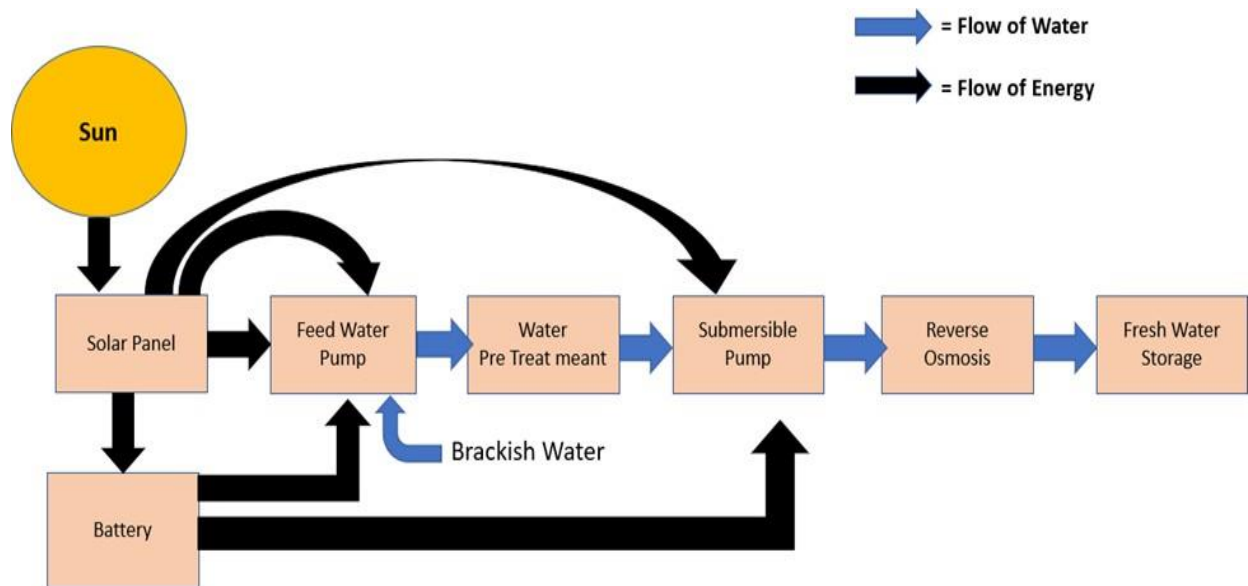 = Flow of Water
= Flow of Energy
Sun
Solar Panel
Feed Water
Pump
Water
Pre Treat meant
Submersible
Pump
Reverse
Osmosis
Fresh Water
Storage
Brackish Water
Battery